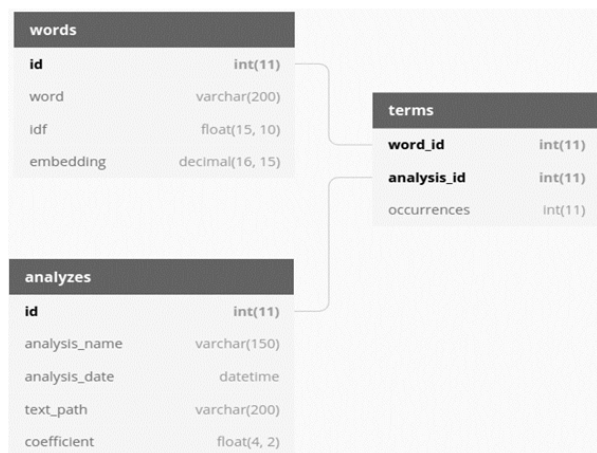 words
id int(11)
word varchar(200)
idf float(15, 10)
embedding decimal(16, 15)
terms
word_id int(11)
analysis_id int(11)
occurrences int(11)
analyzes
id int(11)
analysis_name varchar(150)
analysis_date datetime
text_path varchar(200)
coefficient float(4, 2)